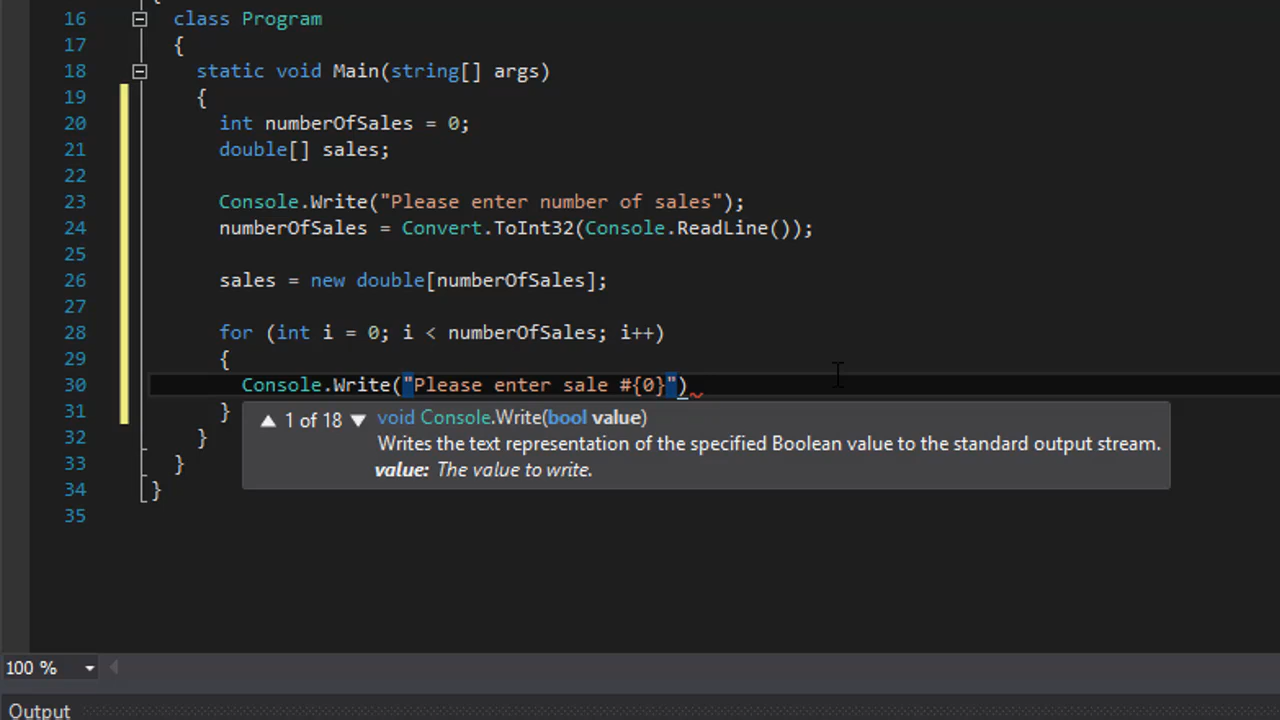 16 class Program
17 {
18 static void Main(string[] args)
19 {
20 int numberOfSales = 0;
21 double[] sales;
22
23 Console.Write("Please enter number of sales");
24 numberOfSales = Convert.ToInt32(Console.ReadLine());
25
26 sales = new double[numberOfSales];
27
28 for (int i = 0; i < numberOfSales; i++)
29 {
30 Console.Write("Please enter sale #{0}")
31 }
▲ 1 of 18 ▼ void Console.Write(bool value)
Writes the text representation of the specified Boolean value to the standard output stream.
value: The value to write.
32 }
33 }
34 }
35
100 %
Output